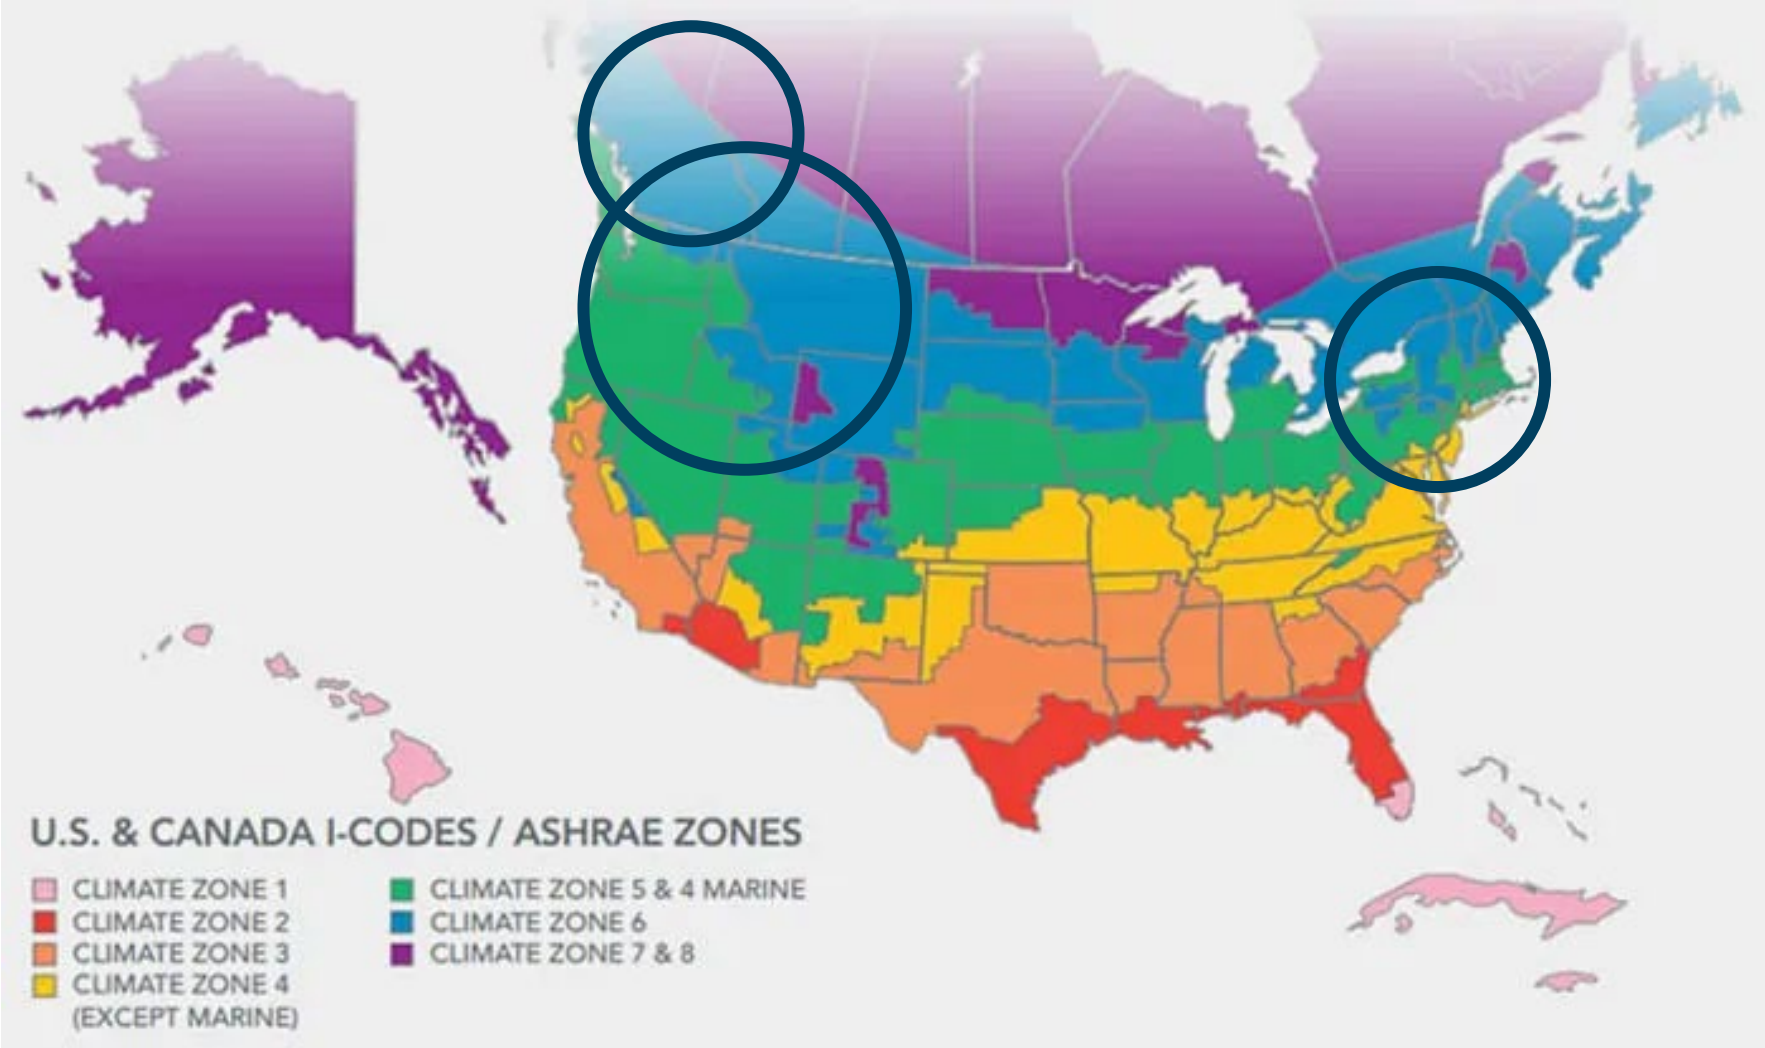 U.S. & CANADA I-CODES / ASHRAE ZONES
CLIMATE ZONE 1
CLIMATE ZONE 2
CLIMATE ZONE 3
CLIMATE ZONE 4
(EXCEPT MARINE)
CLIMATE ZONE 5 & 4 MARINE
CLIMATE ZONE 6
CLIMATE ZONE 7 & 8